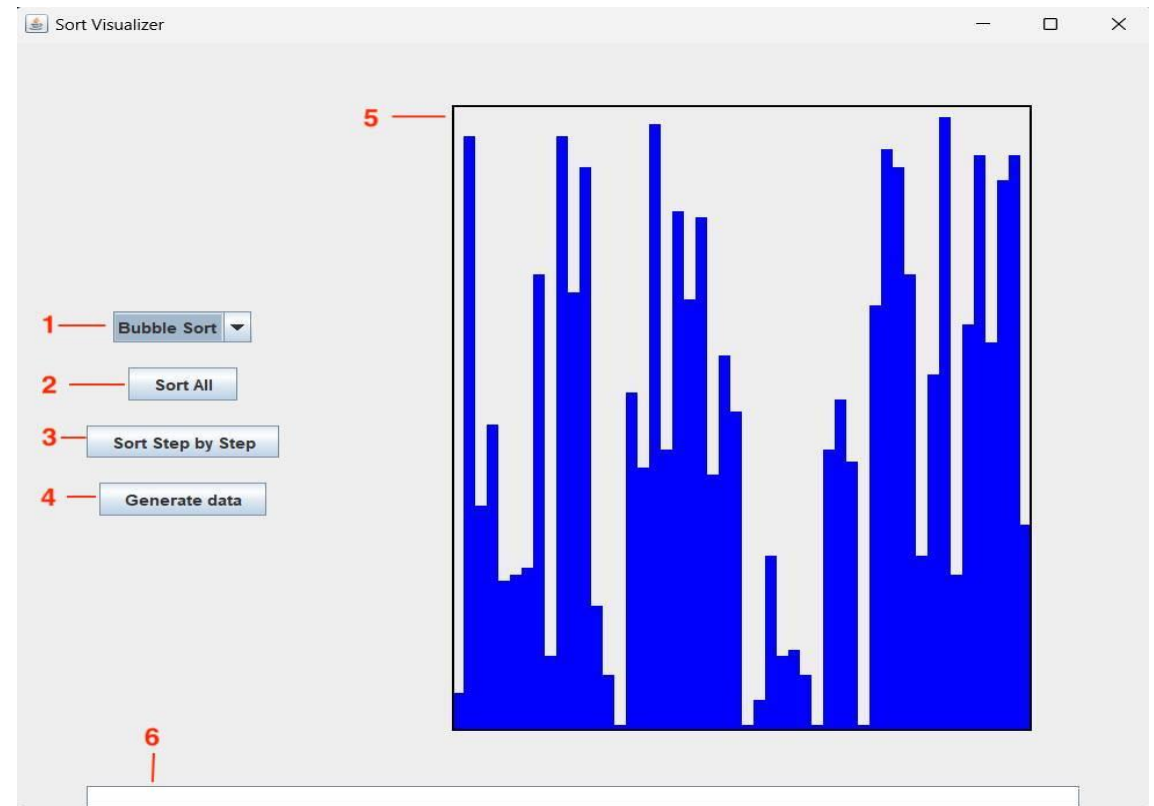 Sort Visualizer
5
1
Bubble Sort
2
Sort All
3
Sort Step by Step
4
Generate data
6